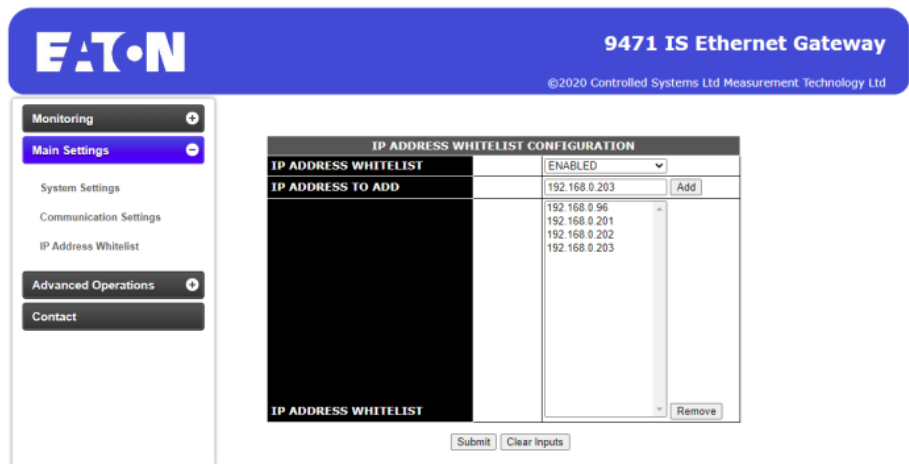 EATON
9471 IS Ethernet Gateway
©2020 Controlled Systems Ltd Measurement Technology Ltd
Monitoring
Main Settings
System Settings
Communication Settings
IP Address Whitelist
Advanced Operations
Contact
IP ADDRESS WHITELIST CONFIGURATION
IP ADDRESS WHITELIST ENABLED
IP ADDRESS TO ADD 192.168.0.203 Add
192.168.0.96
192.168.0.201
192.168.0.202
192.168.0.203
IP ADDRESS WHITELIST Remove
Submit Clear Inputs